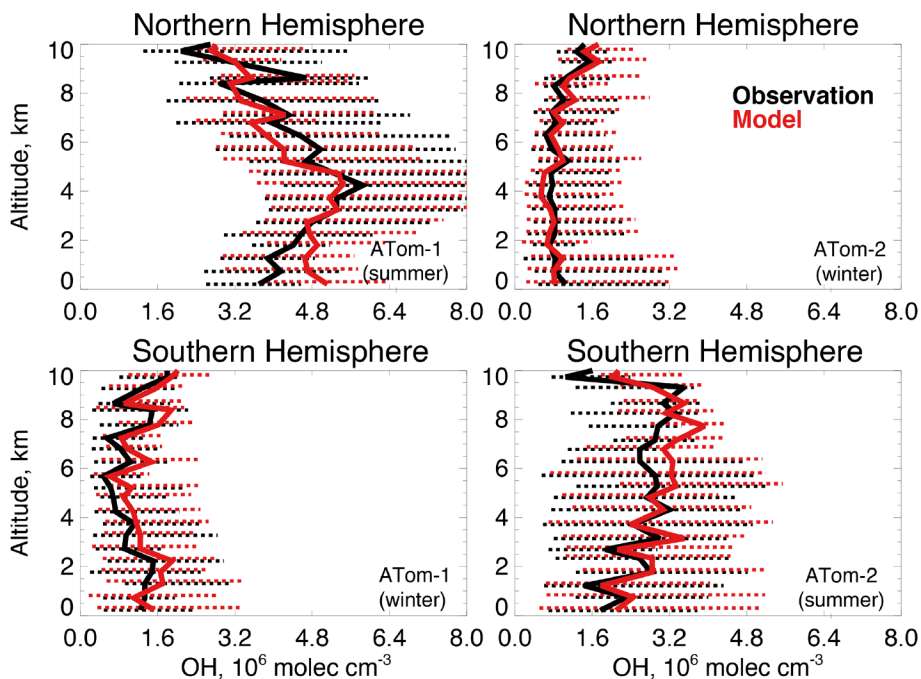 Northern Hemisphere
Northern Hemisphere
10
8
6
4
2
0
Altitude, km
ATom-1
(summer)
0.0 1.6 3.2 4.8 6.4 8.0
10
8
6
4
2
0
Observation
Model
ATom-2
(winter)
0.0 1.6 3.2 4.8 6.4 8.0
Southern Hemisphere
Southern Hemisphere
10
8
6
4
2
0
Altitude, km
ATom-1
(winter)
0.0 1.6 3.2 4.8 6.4 8.0
OH, 10⁶ molec cm⁻³
10
8
6
4
2
0
ATom-2
(summer)
0.0 1.6 3.2 4.8 6.4 8.0
OH, 10⁶ molec cm⁻³